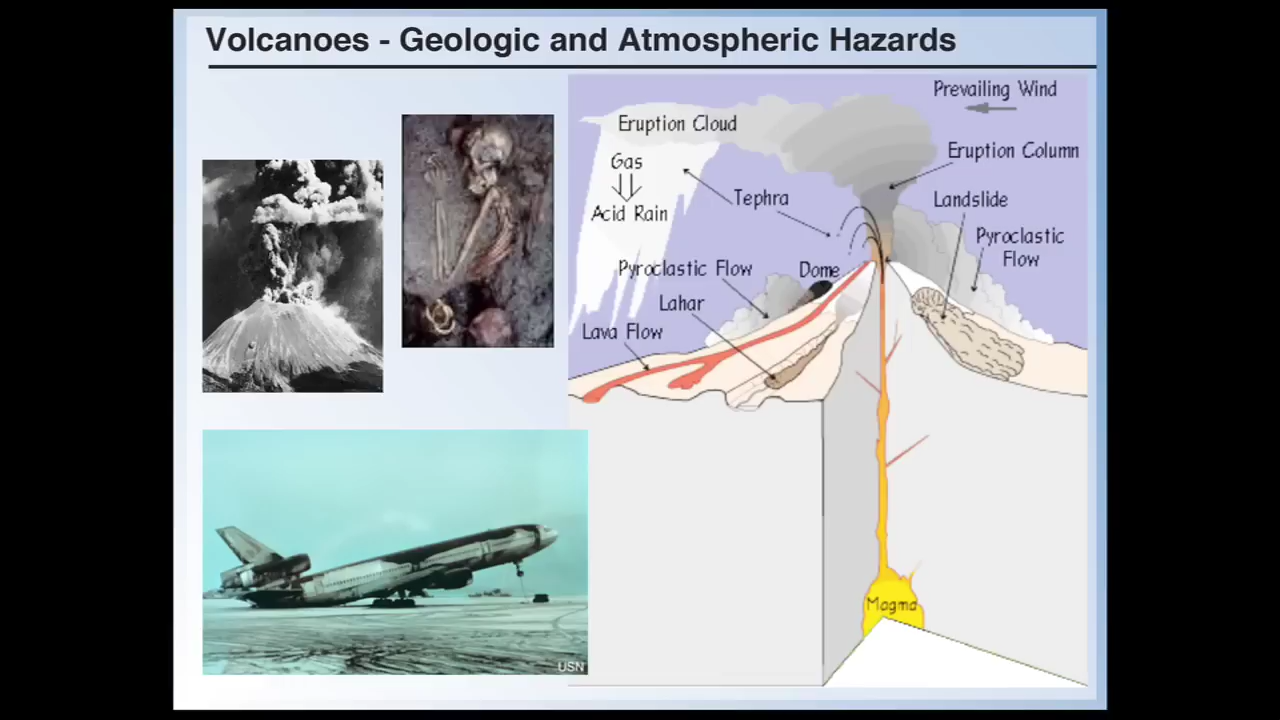 Volcanoes - Geologic and Atmospheric Hazards
Prevailing Wind
Eruption Cloud
Eruption Column
Gas
Acid Rain
Tephra
Landslide
Pyroclastic
Flow
Pyroclastic Flow
Dome
Lahar
Lava Flow
Magma
USN